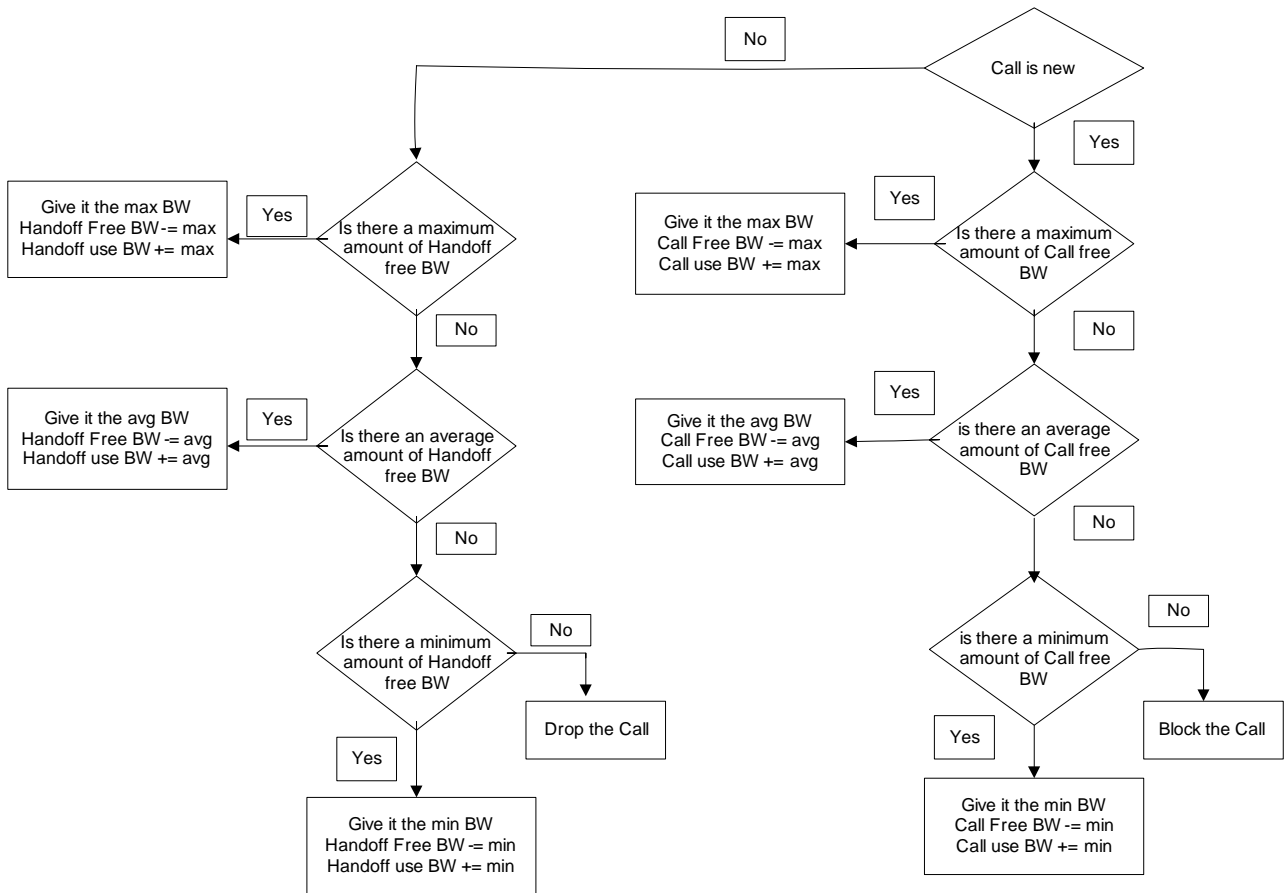 No
Call is new
Yes
Give it the max BW
Handoff Free BW -= max
Handoff use BW += max
Yes
Is there a maximum
amount of Handoff
free BW
Give it the max BW
Call Free BW -= max
Call use BW += max
Yes
Is there a maximum
amount of Call free
BW
No
No
Give it the avg BW
Handoff Free BW -= avg
Handoff use BW += avg
Yes
Is there an average
amount of Handoff
free BW
Give it the avg BW
Call Free BW -= avg
Call use BW += avg
Yes
is there an average
amount of Call free
BW
No
No
Is there a minimum
amount of Handoff
free BW
No
Drop the Call
is there a minimum
amount of Call free
BW
No
Block the Call
Yes
Give it the min BW
Handoff Free BW -= min
Handoff use BW += min
Yes
Give it the min BW
Call Free BW -= min
Call use BW += min